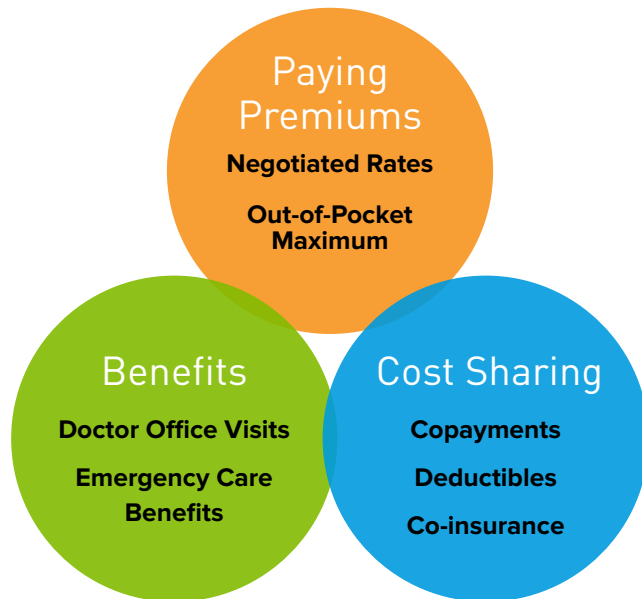 Paying
Premiums
Negotiated Rates
Out-of-Pocket
Maximum
Benefits
Doctor Office Visits
Emergency Care
Benefits
Cost Sharing
Copayments
Deductibles
Co-insurance